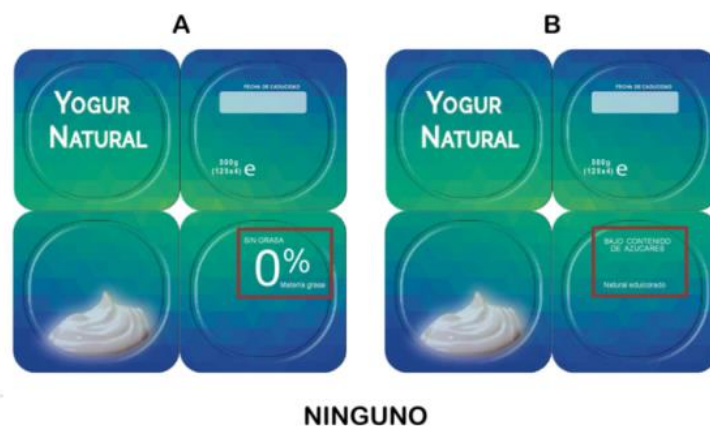 A
YOGUR
NATURAL
FECHA DE CADUCIDAD
500g
(125x4) e
SIN GRASA
0%
Materia grasa
B
YOGUR
NATURAL
FECHA DE CADUCIDAD
500g
(125x4) e
BAJO CONTENIDO
DE AZUCARES
Natural edulcorado
NINGUNO